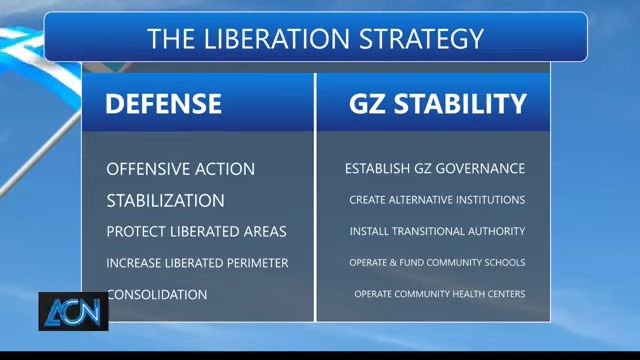 THE LIBERATION STRATEGY
DEFENSE
OFFENSIVE ACTION
STABILIZATION
PROTECT LIBERATED AREAS
INCREASE LIBERATED PERIMETER
CONSOLIDATION
GZ STABILITY
ESTABLISH GZ GOVERNANCE
CREATE ALTERNATIVE INSTITUTIONS
INSTALL TRANSITIONAL AUTHORITY
OPERATE & FUND COMMUNITY SCHOOLS
OPERATE COMMUNITY HEALTH CENTERS
ACN